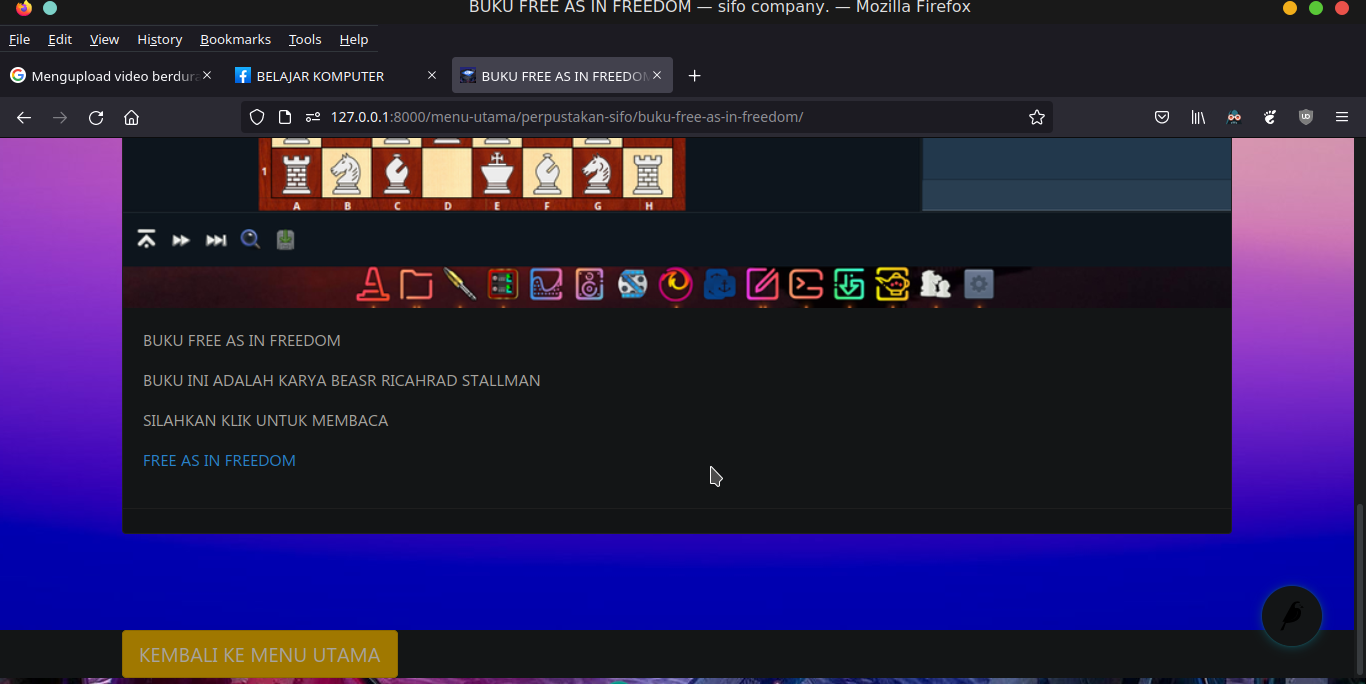 BUKU FREE AS IN FREEDOM — sifo company. — Mozilla Firefox
File Edit View History Bookmarks Tools Help
Mengupload video berdura
BELAJAR KOMPUTER
BUKU FREE AS IN FREEDOM
127.0.0.1:8000/menu-utama/perpustakan-sifo/buku-free-as-in-freedom/
1
A B C D E F G H
BUKU FREE AS IN FREEDOM
BUKU INI ADALAH KARYA BEASR RICAHRAD STALLMAN
SILAHKAN KLIK UNTUK MEMBACA
FREE AS IN FREEDOM
KEMBALI KE MENU UTAMA